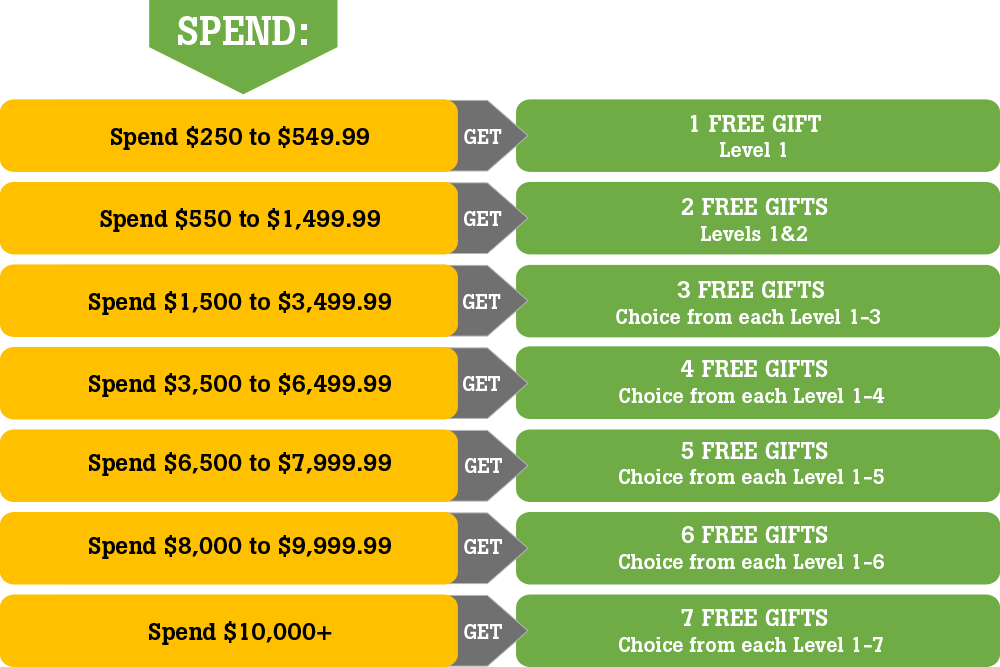 SPEND:
Spend $250 to $549.99
GET
1 FREE GIFT
Level 1
Spend $550 to $1,499.99
GET
2 FREE GIFTS
Levels 1&2
Spend $1,500 to $3,499.99
GET
3 FREE GIFTS
Choice from each Level 1-3
Spend $3,500 to $6,499.99
GET
4 FREE GIFTS
Choice from each Level 1-4
Spend $6,500 to $7,999.99
GET
5 FREE GIFTS
Choice from each Level 1-5
Spend $8,000 to $9,999.99
GET
6 FREE GIFTS
Choice from each Level 1-6
Spend $10,000+
GET
7 FREE GIFTS
Choice from each Level 1-7